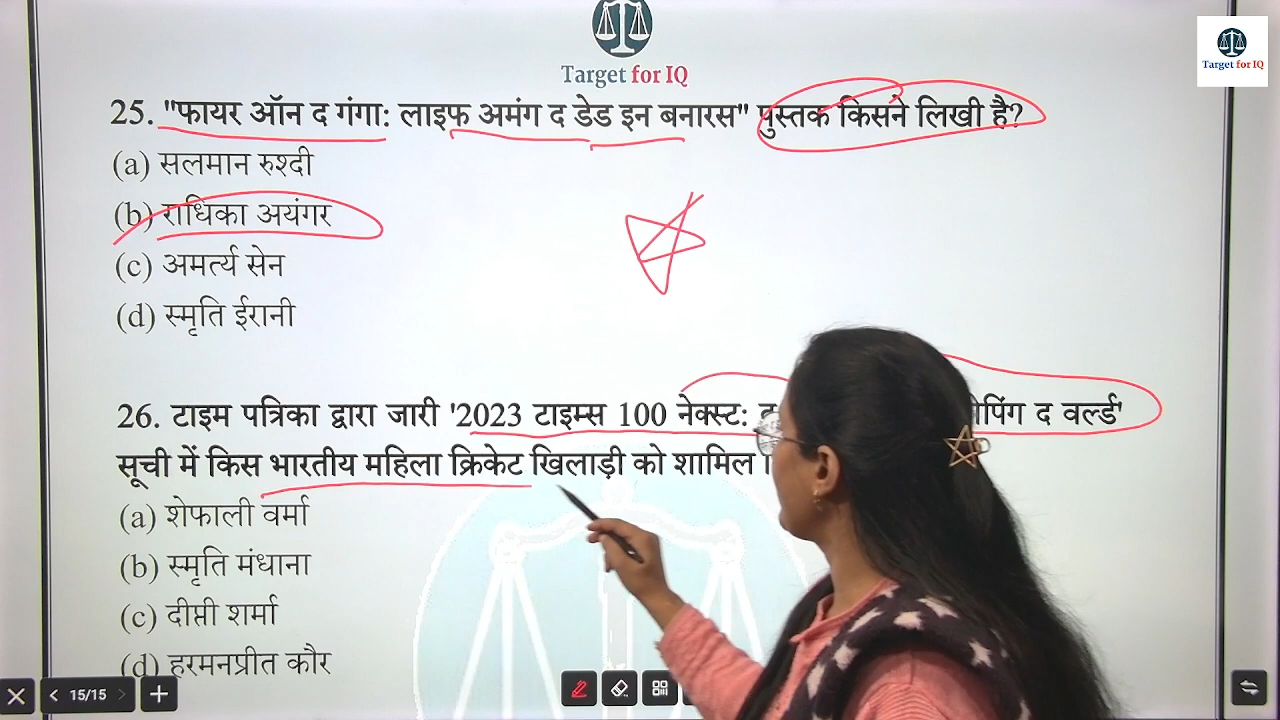 Target for IQ
Target for IQ
25. "फायर ऑन द गंगा: लाइफ अमंग द डेड इन बनारस" पुस्तक किसने लिखी है?
(a) सलमान रुश्दी
(b) राधिका अयंगर
(c) अमर्त्य सेन
(d) स्मृति ईरानी
26. टाइम पत्रिका द्वारा जारी '2023 टाइम्स 100 नेक्स्ट: द वर्ल्ड'
सूची में किस भारतीय महिला क्रिकेट खिलाड़ी को शामिल
(a) शेफाली वर्मा
(b) स्मृति मंधाना
(c) दीप्ती शर्मा
(d) हरमनप्रीत कौर
15/15